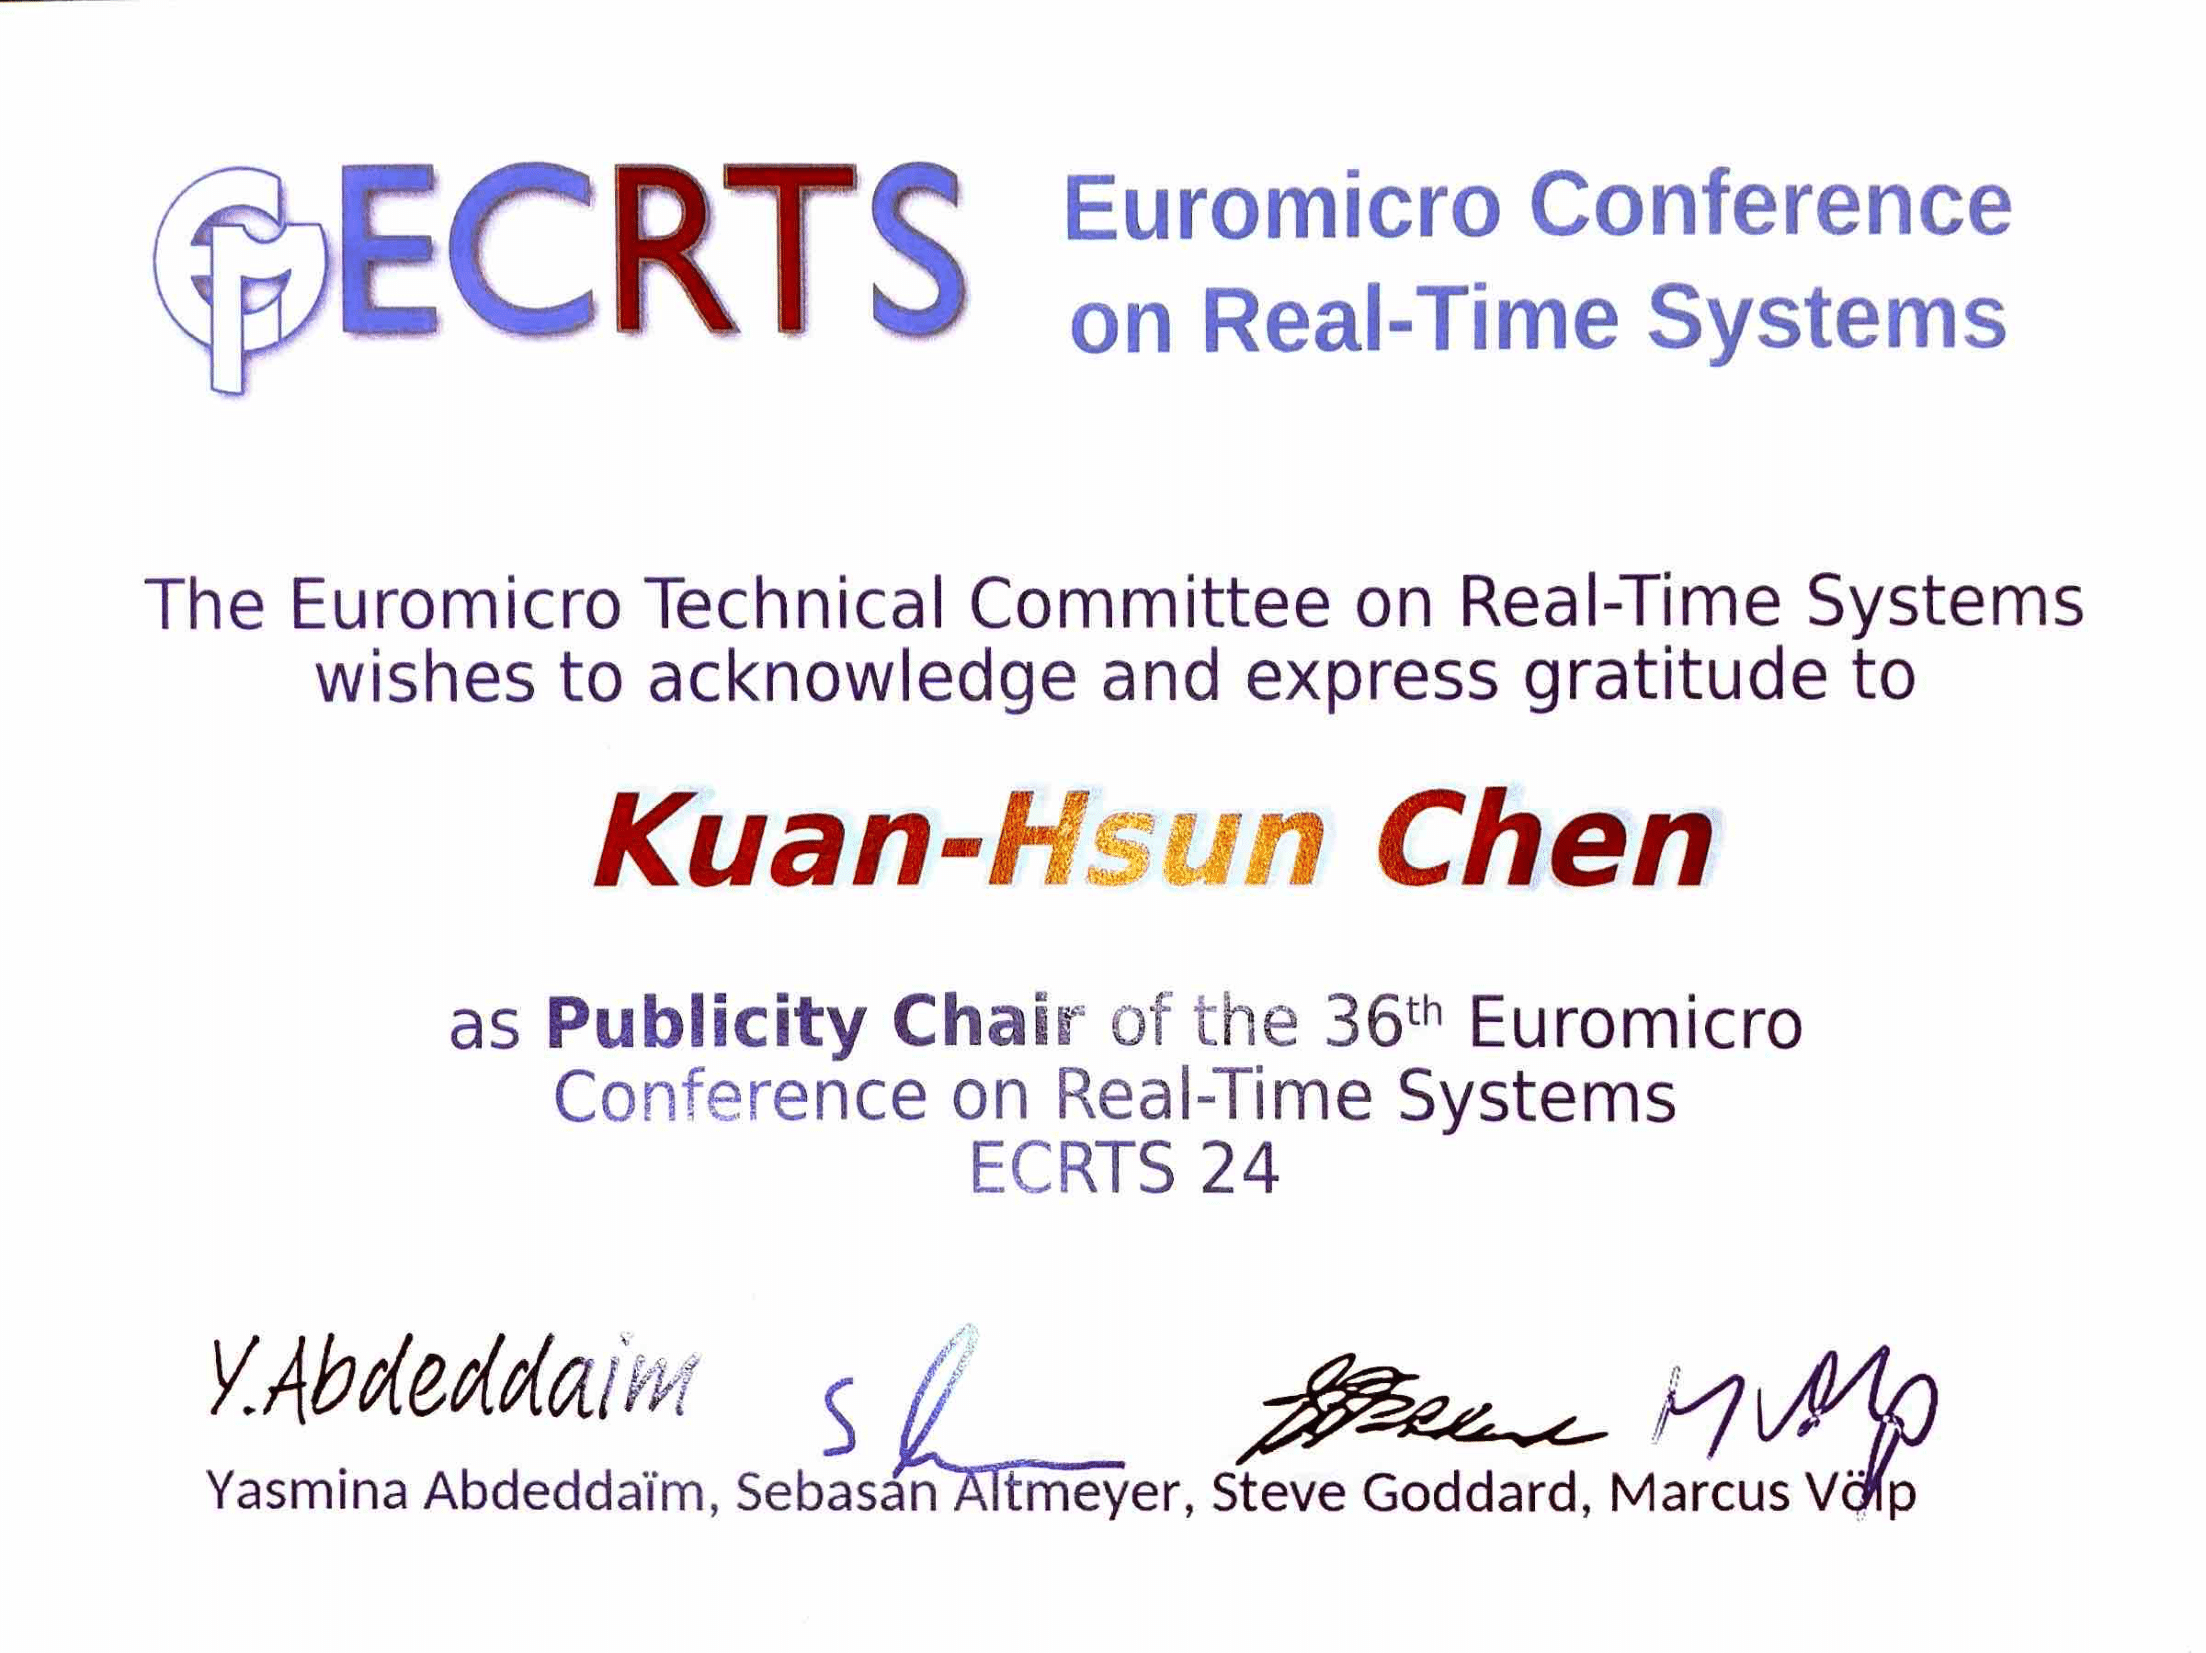 ECRTS
Euromicro Conference
on Real-Time Systems
The Euromicro Technical Committee on Real-Time Systems
wishes to acknowledge and express gratitude to
Kuan-Hsun Chen
as Publicity Chair of the 36th Euromicro
Conference on Real-Time Systems
ECRTS 24
Y.Abdeddaim
Yasmina Abdeddaïm, Sebasán Altmeyer, Steve Goddard, Marcus Völp